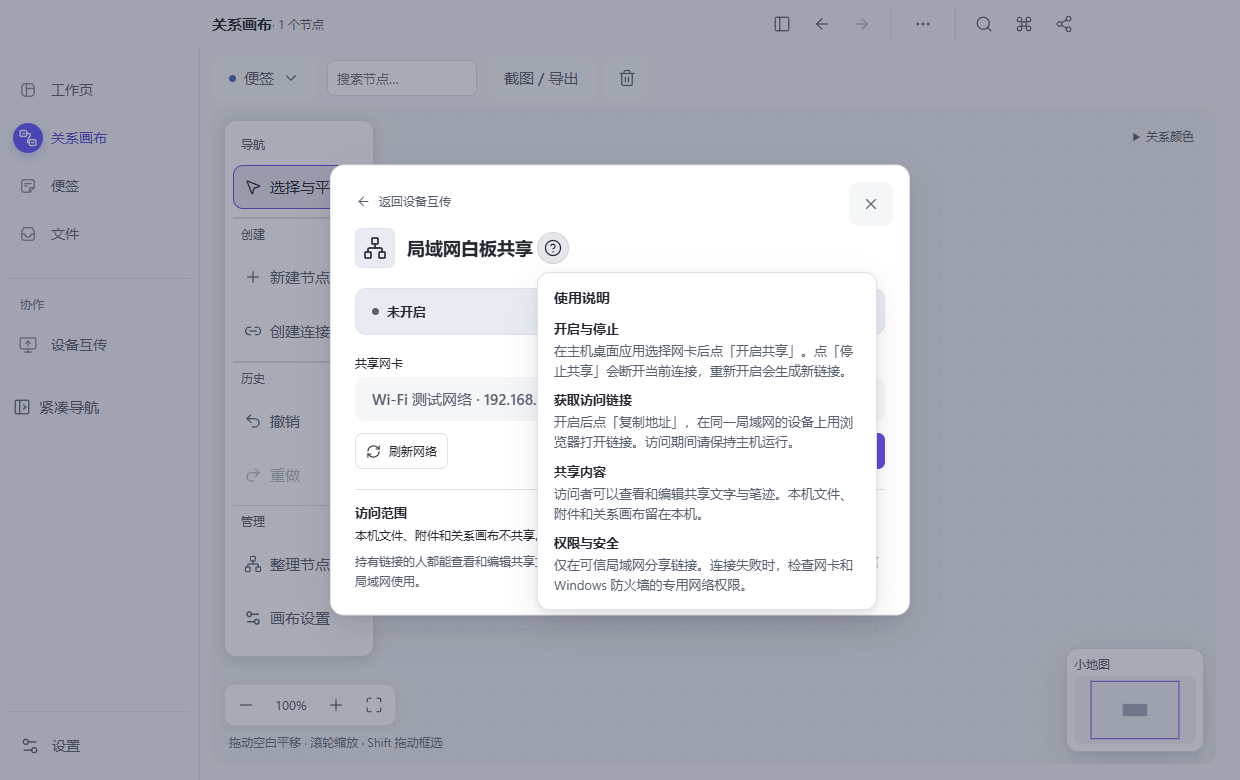 关系画布· 1 个节点
工作页
关系画布
便签
文件
协作
设备互传
紧凑导航
设置
便签
搜索节点...
截图 / 导出
关系颜色
导航
选择与平
创建
新建节点
创建连接
历史
撤销
重做
管理
整理节点
画布设置
返回设备互传
局域网白板共享
未开启
共享网卡
Wi-Fi 测试网络 · 192.168.
刷新网络
访问范围
本机文件、附件和关系画布不共享。
持有链接的人都能查看和编辑共享
局域网使用。
使用说明
开启与停止
在主机桌面应用选择网卡后点「开启共享」。点「停
止共享」会断开当前连接，重新开启会生成新链接。
获取访问链接
开启后点「复制地址」，在同一局域网的设备上用浏
览器打开链接。访问期间请保持主机运行。
共享内容
访问者可以查看和编辑共享文字与笔迹。本机文件、
附件和关系画布留在本机。
权限与安全
仅在可信局域网分享链接。连接失败时，检查网卡和
Windows 防火墙的专用网络权限。
100%
拖动空白平移 · 滚轮缩放 · Shift 拖动框选
小地图